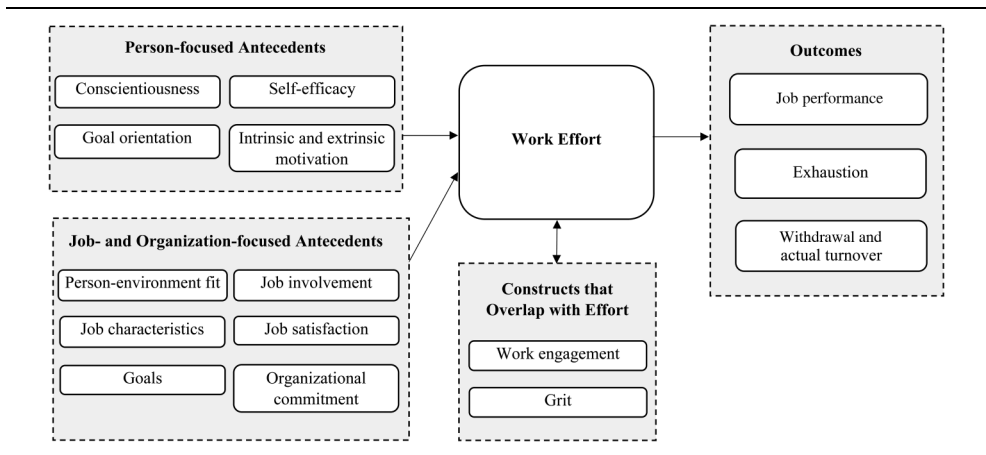 Person-focused Antecedents
Conscientiousness
Self-efficacy
Goal orientation
Intrinsic and extrinsic
motivation
Job- and Organization-focused Antecedents
Person-environment fit
Job involvement
Job characteristics
Job satisfaction
Goals
Organizational
commitment
Work Effort
Constructs that
Overlap with Effort
Work engagement
Grit
Outcomes
Job performance
Exhaustion
Withdrawal and
actual turnover